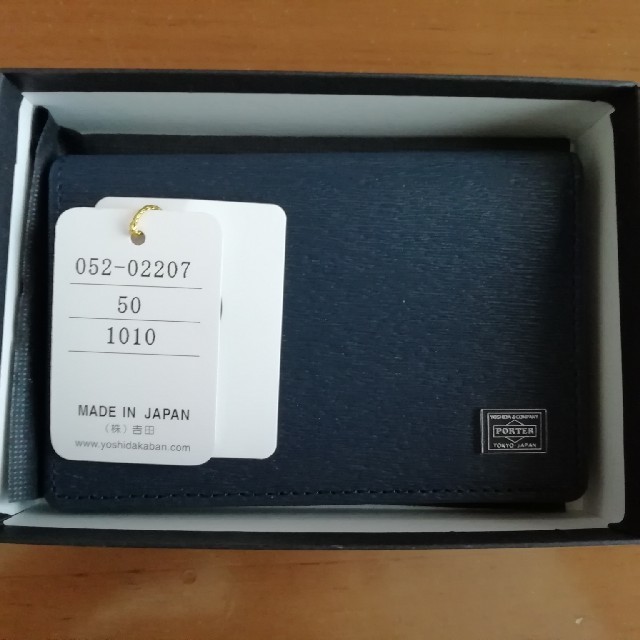 052-02207
50
1010
MADE IN JAPAN
(株)吉田
www.yoshidakaban.com
YOSHIDA & COMPANY
PORTER
TOKYO JAPAN